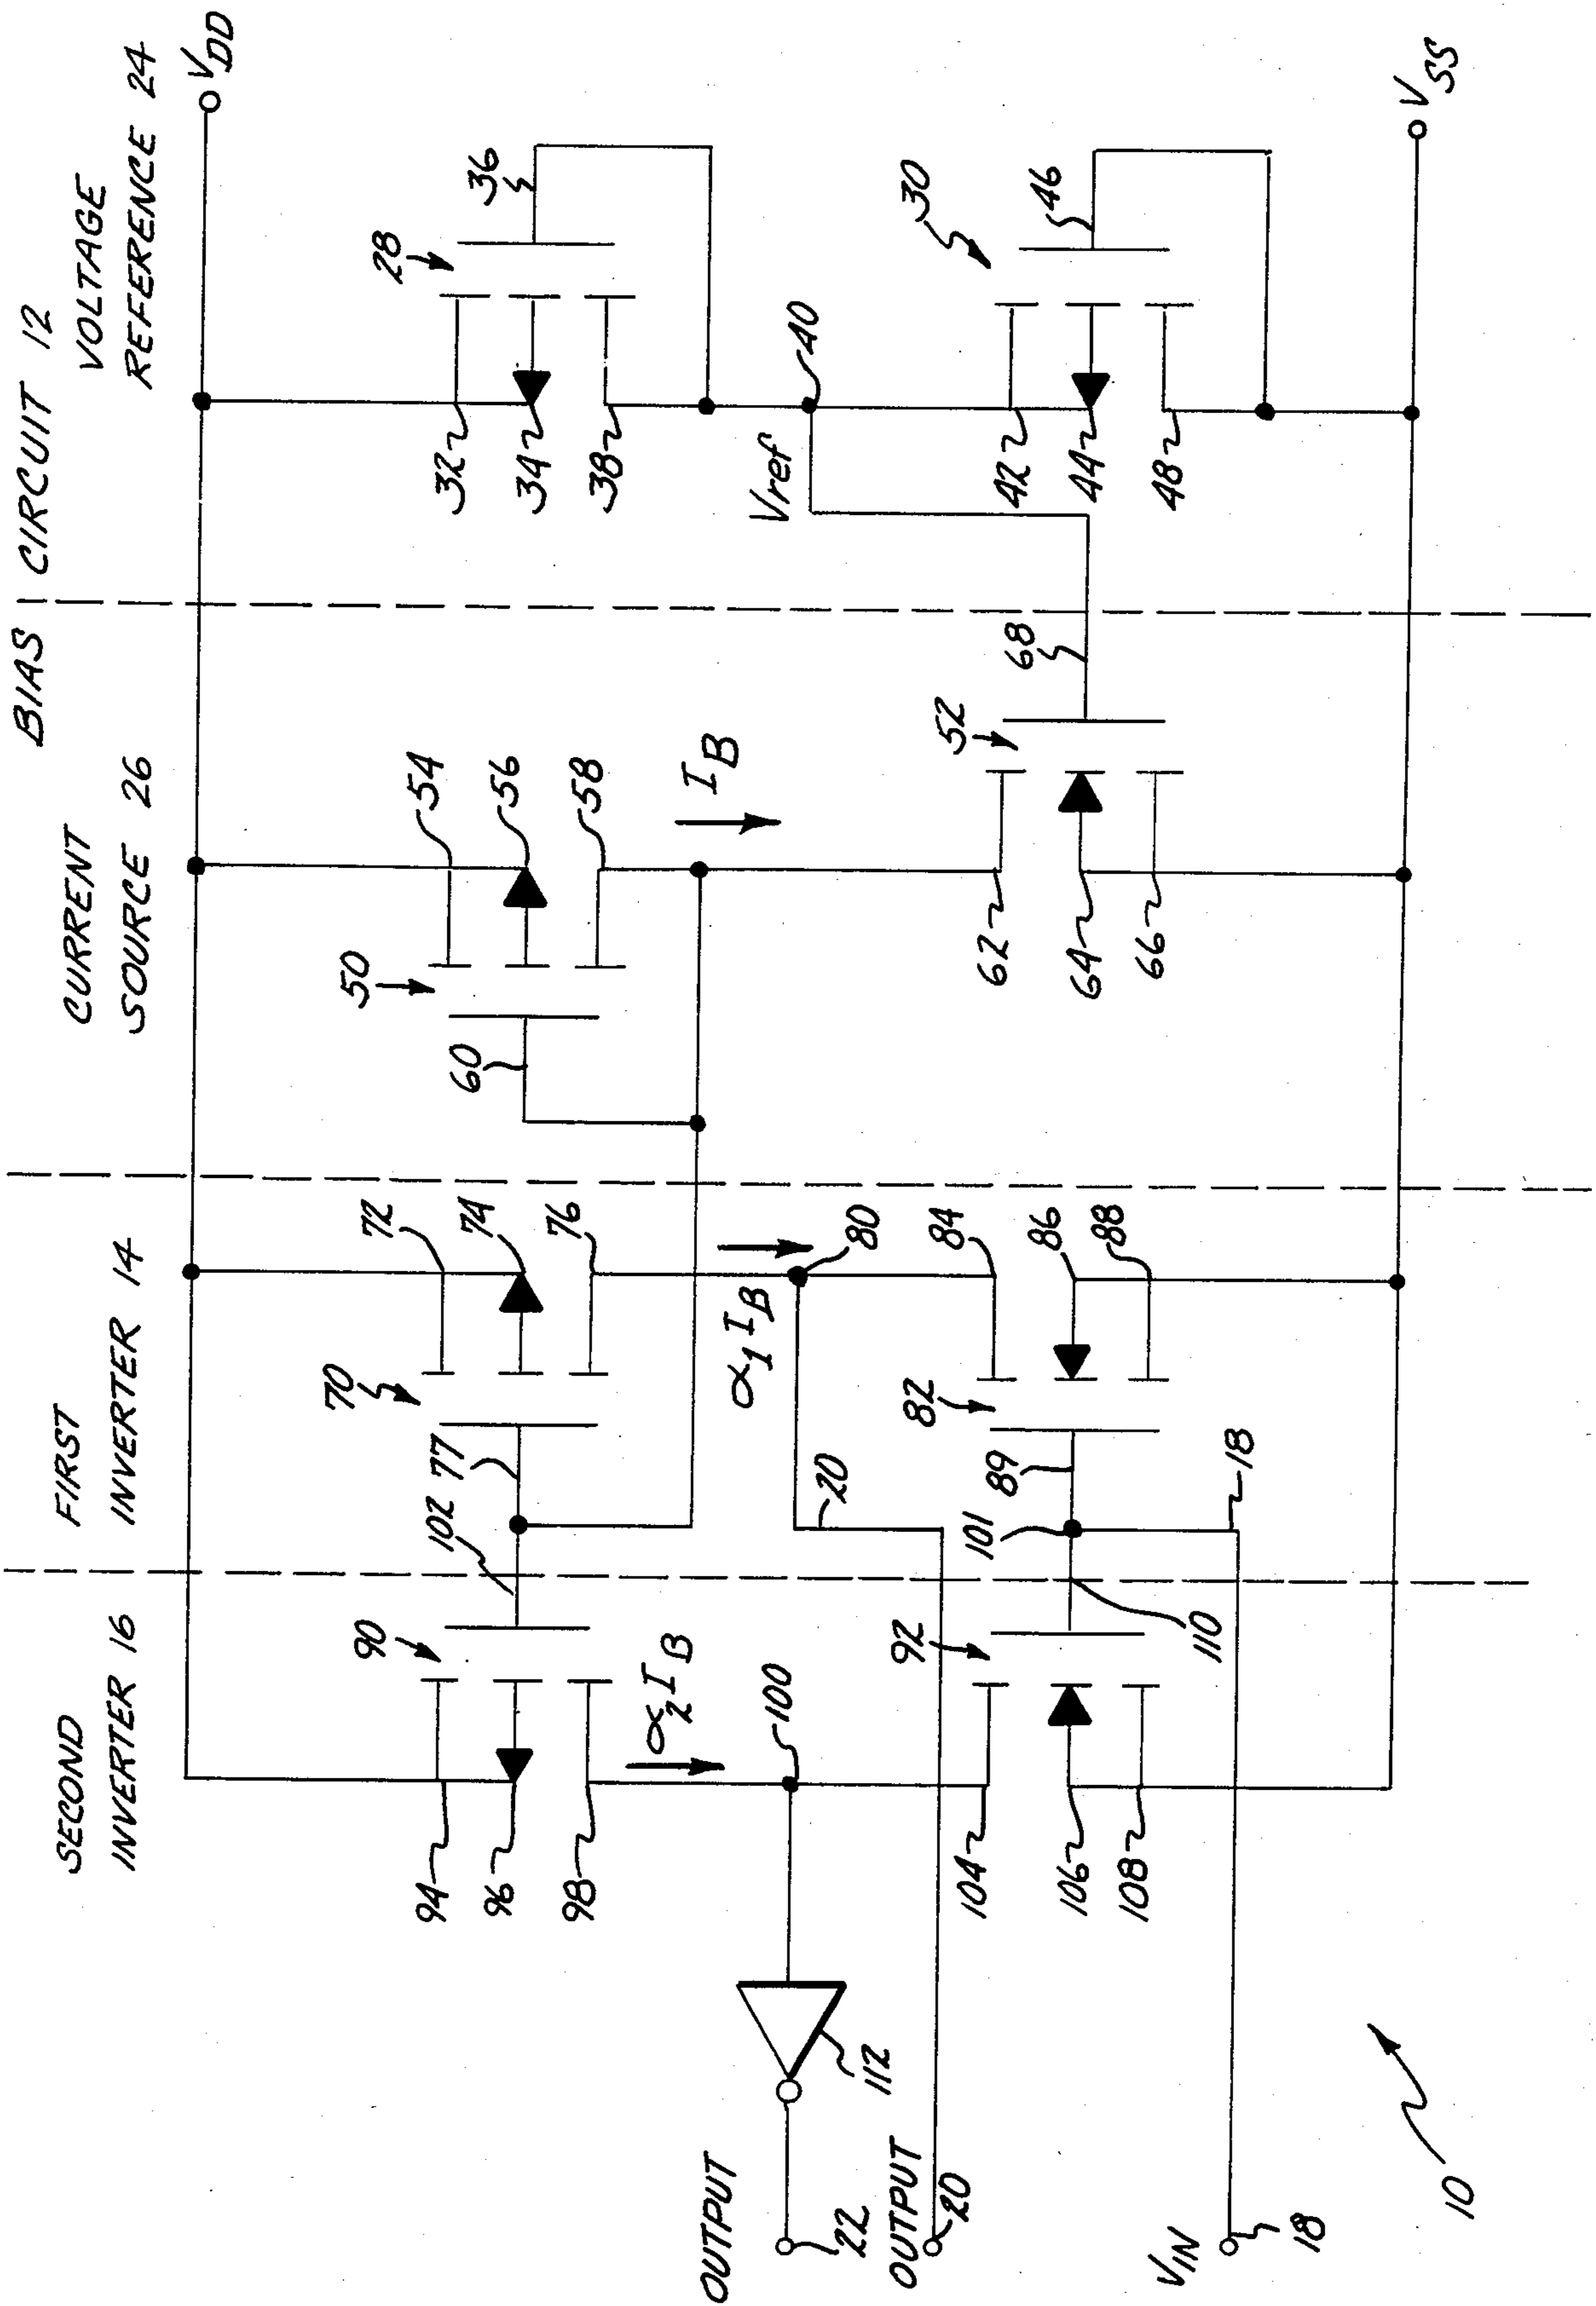 BIAS CIRCUIT 12
SECOND
INVERTER 16
FIRST
INVERTER 14
CURRENT
SOURCE 26
VOLTAGE
REFERENCE 24
VDD
94
96
98
90
102
77
70
72
74
76
60
50
54
56
58
32
34
38
28
36
α2IB
α1IB
IB
Vref
40
100
80
20
112
OUTPUT
22
OUTPUT
20
104
106
108
92
110
101
89
82
84
86
88
18
62
64
66
52
68
42
44
48
30
46
VIN
18
VSS
10